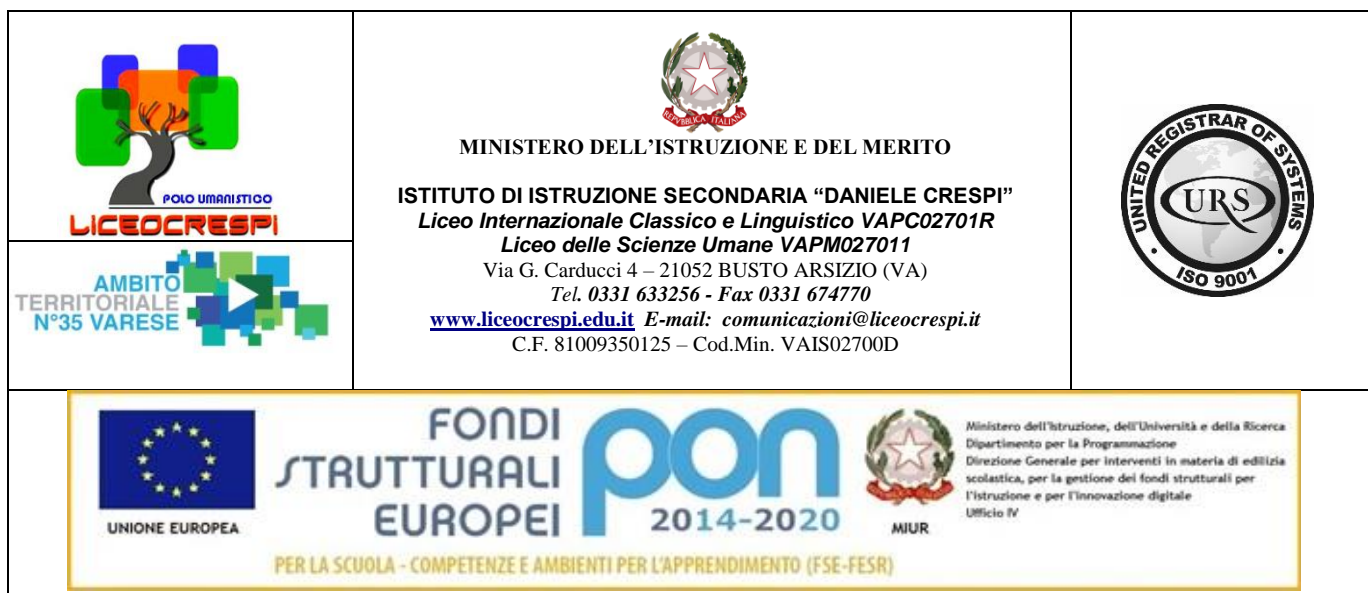 POLO UMANISTICO
LICEOCRESPI
AMBITO
TERRITORIALE
N°35 VARESE
REPVBBLICA ITALIANA
MINISTERO DELL’ISTRUZIONE E DEL MERITO
ISTITUTO DI ISTRUZIONE SECONDARIA “DANIELE CRESPI”
Liceo Internazionale Classico e Linguistico VAPC02701R
Liceo delle Scienze Umane VAPM027011
Via G. Carducci 4 – 21052 BUSTO ARSIZIO (VA)
Tel. 0331 633256 - Fax 0331 674770
www.liceocrespi.edu.it E-mail: comunicazioni@liceocrespi.it
C.F. 81009350125 – Cod.Min. VAIS02700D
UNITED REGISTRAR OF SYSTEMS
URS
ISO 9001
UNIONE EUROPEA
FONDI
STRUTTURALI
EUROPEI
pon
2014-2020
MIUR
Ministero dell'Istruzione, dell'Università e della Ricerca
Dipartimento per la Programmazione
Direzione Generale per interventi in materia di edilizia
scolastica, per la gestione dei fondi strutturali per
l'istruzione e per l'innovazione digitale
Ufficio IV
PER LA SCUOLA - COMPETENZE E AMBIENTI PER L'APPRENDIMENTO (FSE-FESR)